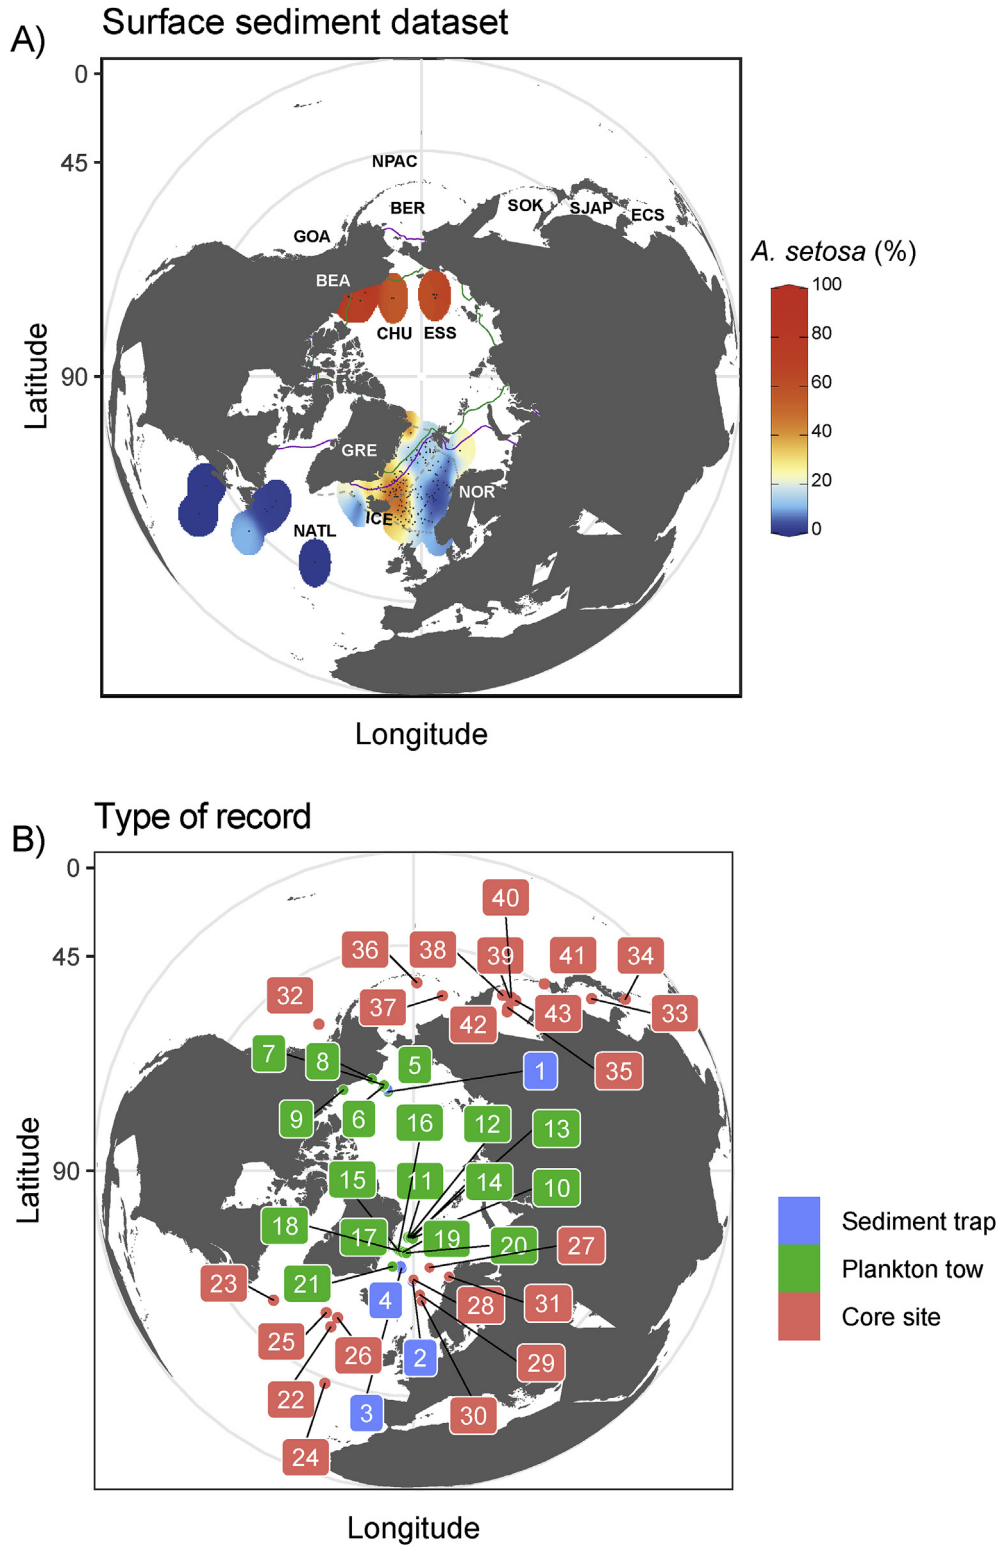 A)
Surface sediment dataset
0
45
90
Latitude
NPAC
BER
SOK
SJAP
ECS
GOA
BEA
CHU
ESS
GRE
NOR
ICE
NATL
A. setosa (%)
100
80
60
40
20
0
Longitude
B)
Type of record
0
45
90
Latitude
40
36
38
39
41
34
32
37
42
43
33
7
8
5
1
35
9
6
16
12
13
15
11
14
10
18
17
19
20
27
23
21
4
28
31
25
26
2
29
22
3
30
24
Sediment trap
Plankton tow
Core site
Longitude